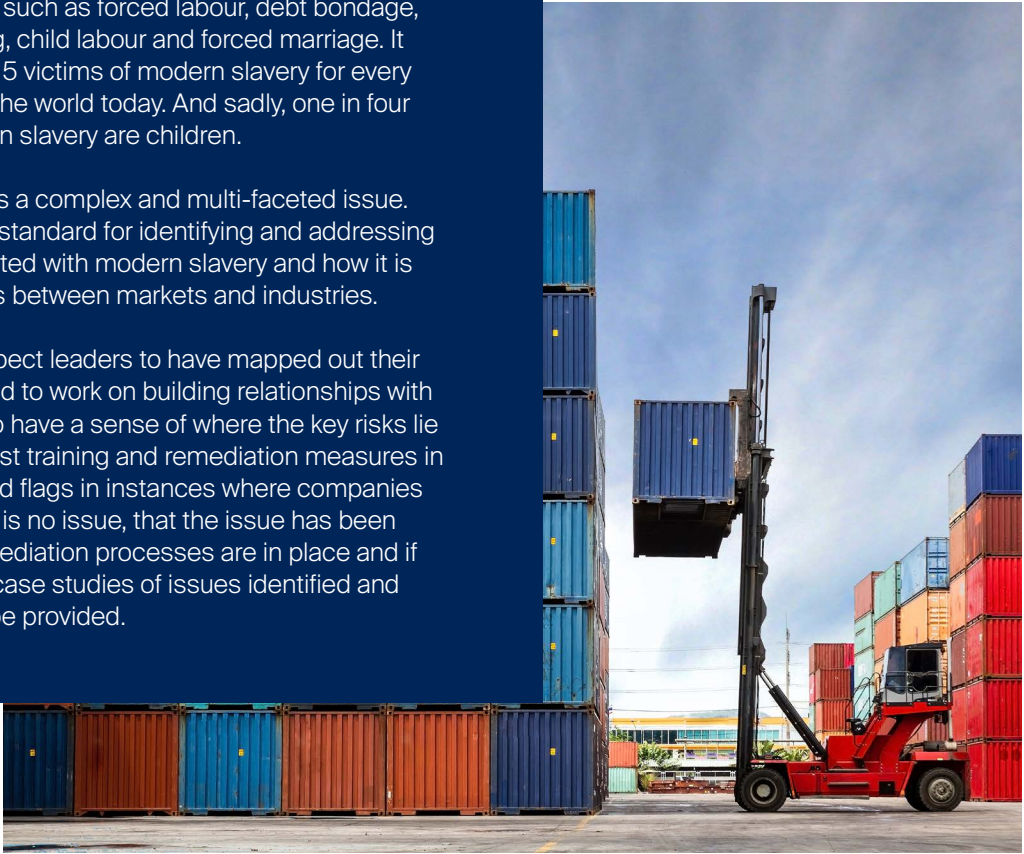 such as forced labour, debt bondage,
, child labour and forced marriage. It
5 victims of modern slavery for every
he world today. And sadly, one in four
n slavery are children.
s a complex and multi-faceted issue.
standard for identifying and addressing
ted with modern slavery and how it is
s between markets and industries.
pect leaders to have mapped out their
d to work on building relationships with
o have a sense of where the key risks lie
st training and remediation measures in
d flags in instances where companies
is no issue, that the issue has been
mediation processes are in place and if
case studies of issues identified and
be provided.